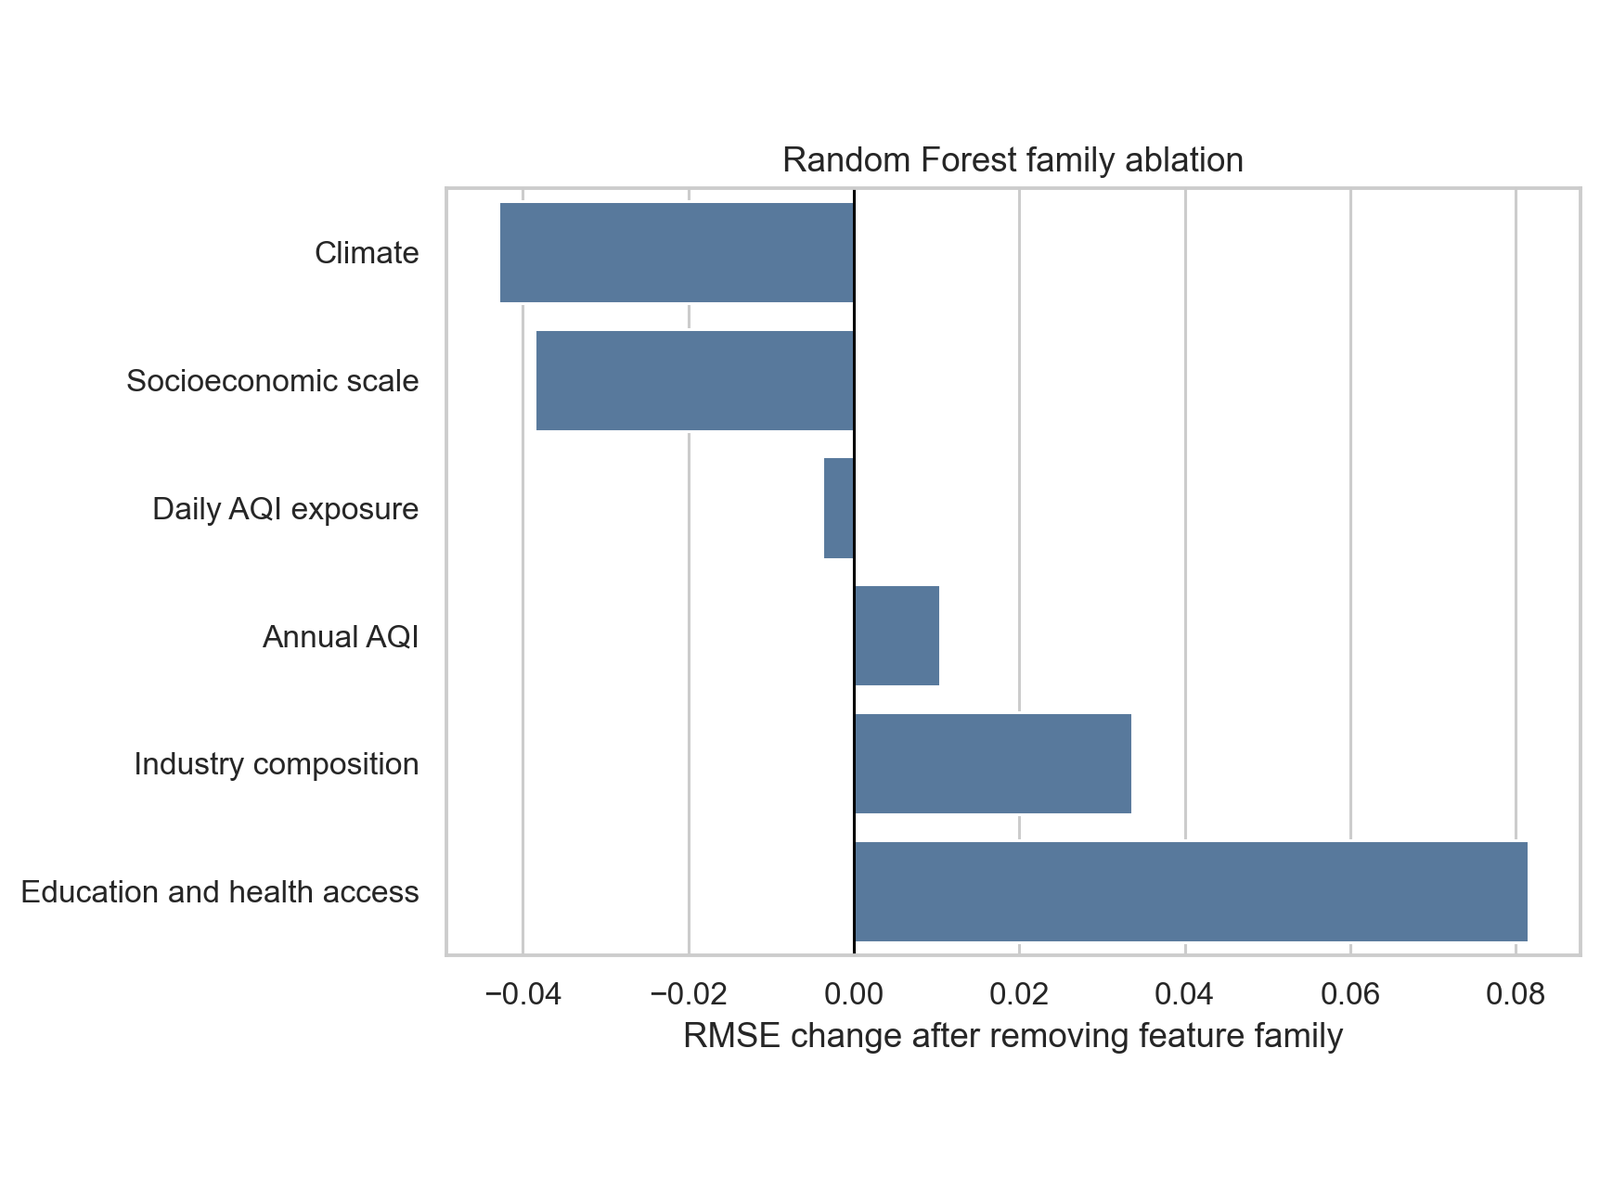 Random Forest family ablation
Climate
Socioeconomic scale
Daily AQI exposure
Annual AQI
Industry composition
Education and health access
−0.04 −0.02 0.00 0.02 0.04 0.06 0.08
RMSE change after removing feature family